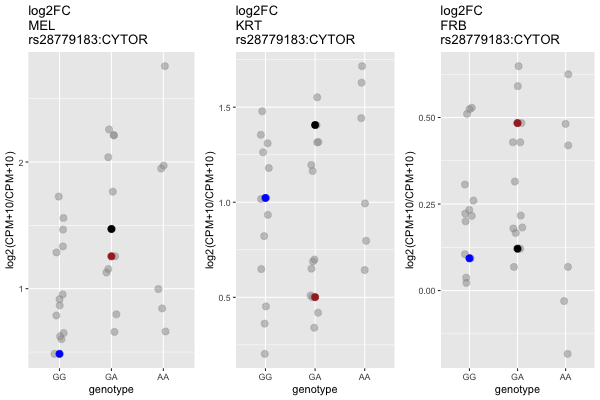 log2FC
MEL
rs28779183:CYTOR
log2(CPM+10/CPM+10)
2
1
GG
GA
AA
genotype
log2FC
KRT
rs28779183:CYTOR
log2(CPM+10/CPM+10)
1.5
1.0
0.5
GG
GA
AA
genotype
log2FC
FRB
rs28779183:CYTOR
log2(CPM+10/CPM+10)
0.50
0.25
0.00
GG
GA
AA
genotype